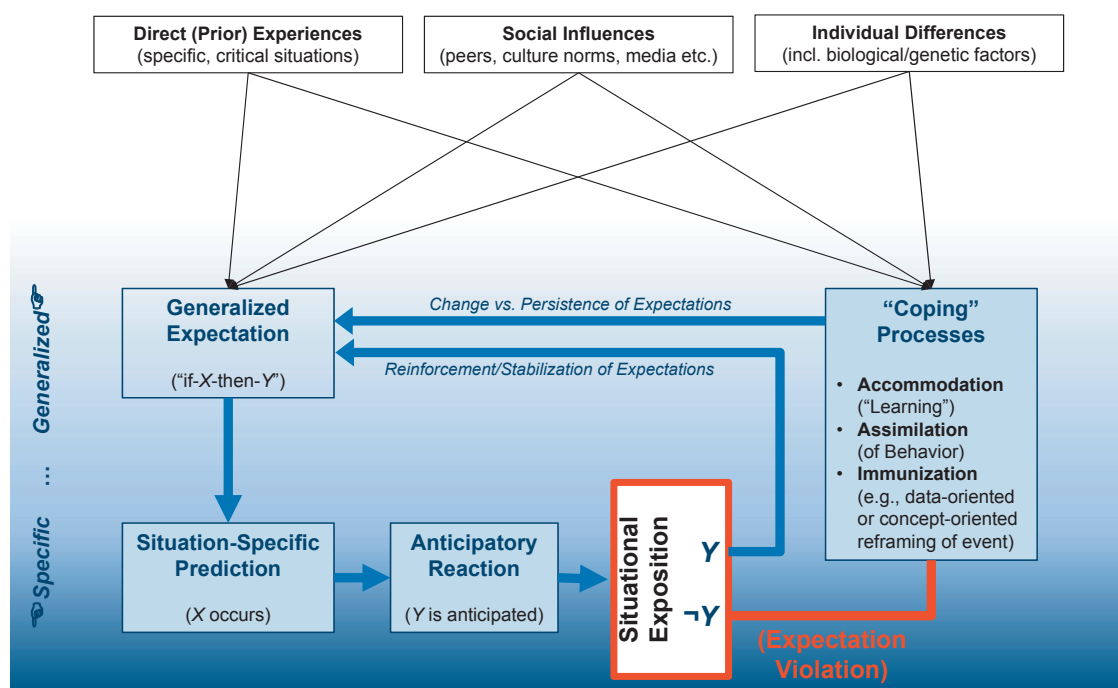 Direct (Prior) Experiences
(specific, critical situations)
Social Influences
(peers, culture norms, media etc.)
Individual Differences
(incl. biological/genetic factors)
Generalized
Expectation
("if-X-then-Y")
Change vs. Persistence of Expectations
Reinforcement/Stabilization of Expectations
“Coping”
Processes
• Accommodation
(“Learning”)
• Assimilation
(of Behavior)
• Immunization
(e.g., data-oriented
or concept-oriented
reframing of event)
Specific ... Generalized
Situation-Specific
Prediction
(X occurs)
Anticipatory
Reaction
(Y is anticipated)
Situational
Exposition
Y
¬Y
(Expectation
Violation)